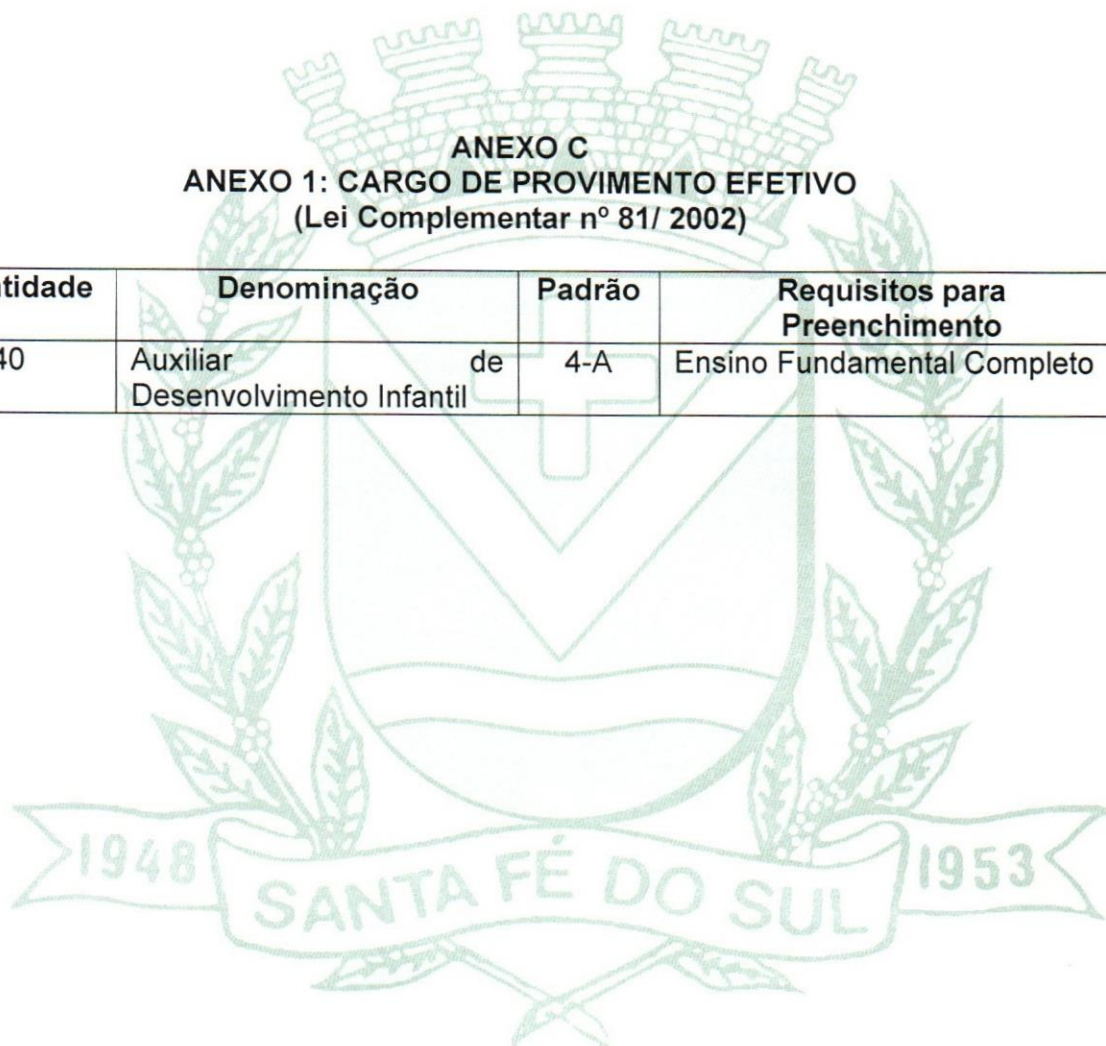 ANEXO C
ANEXO 1: CARGO DE PROVIMENTO EFETIVO
(Lei Complementar nº 81/ 2002)
ntidade Denominação Padrão Requisitos para
Preenchimento
40 Auxiliar de 4-A Ensino Fundamental Completo
Desenvolvimento Infantil
1948 SANTA FÉ DO SUL 1953